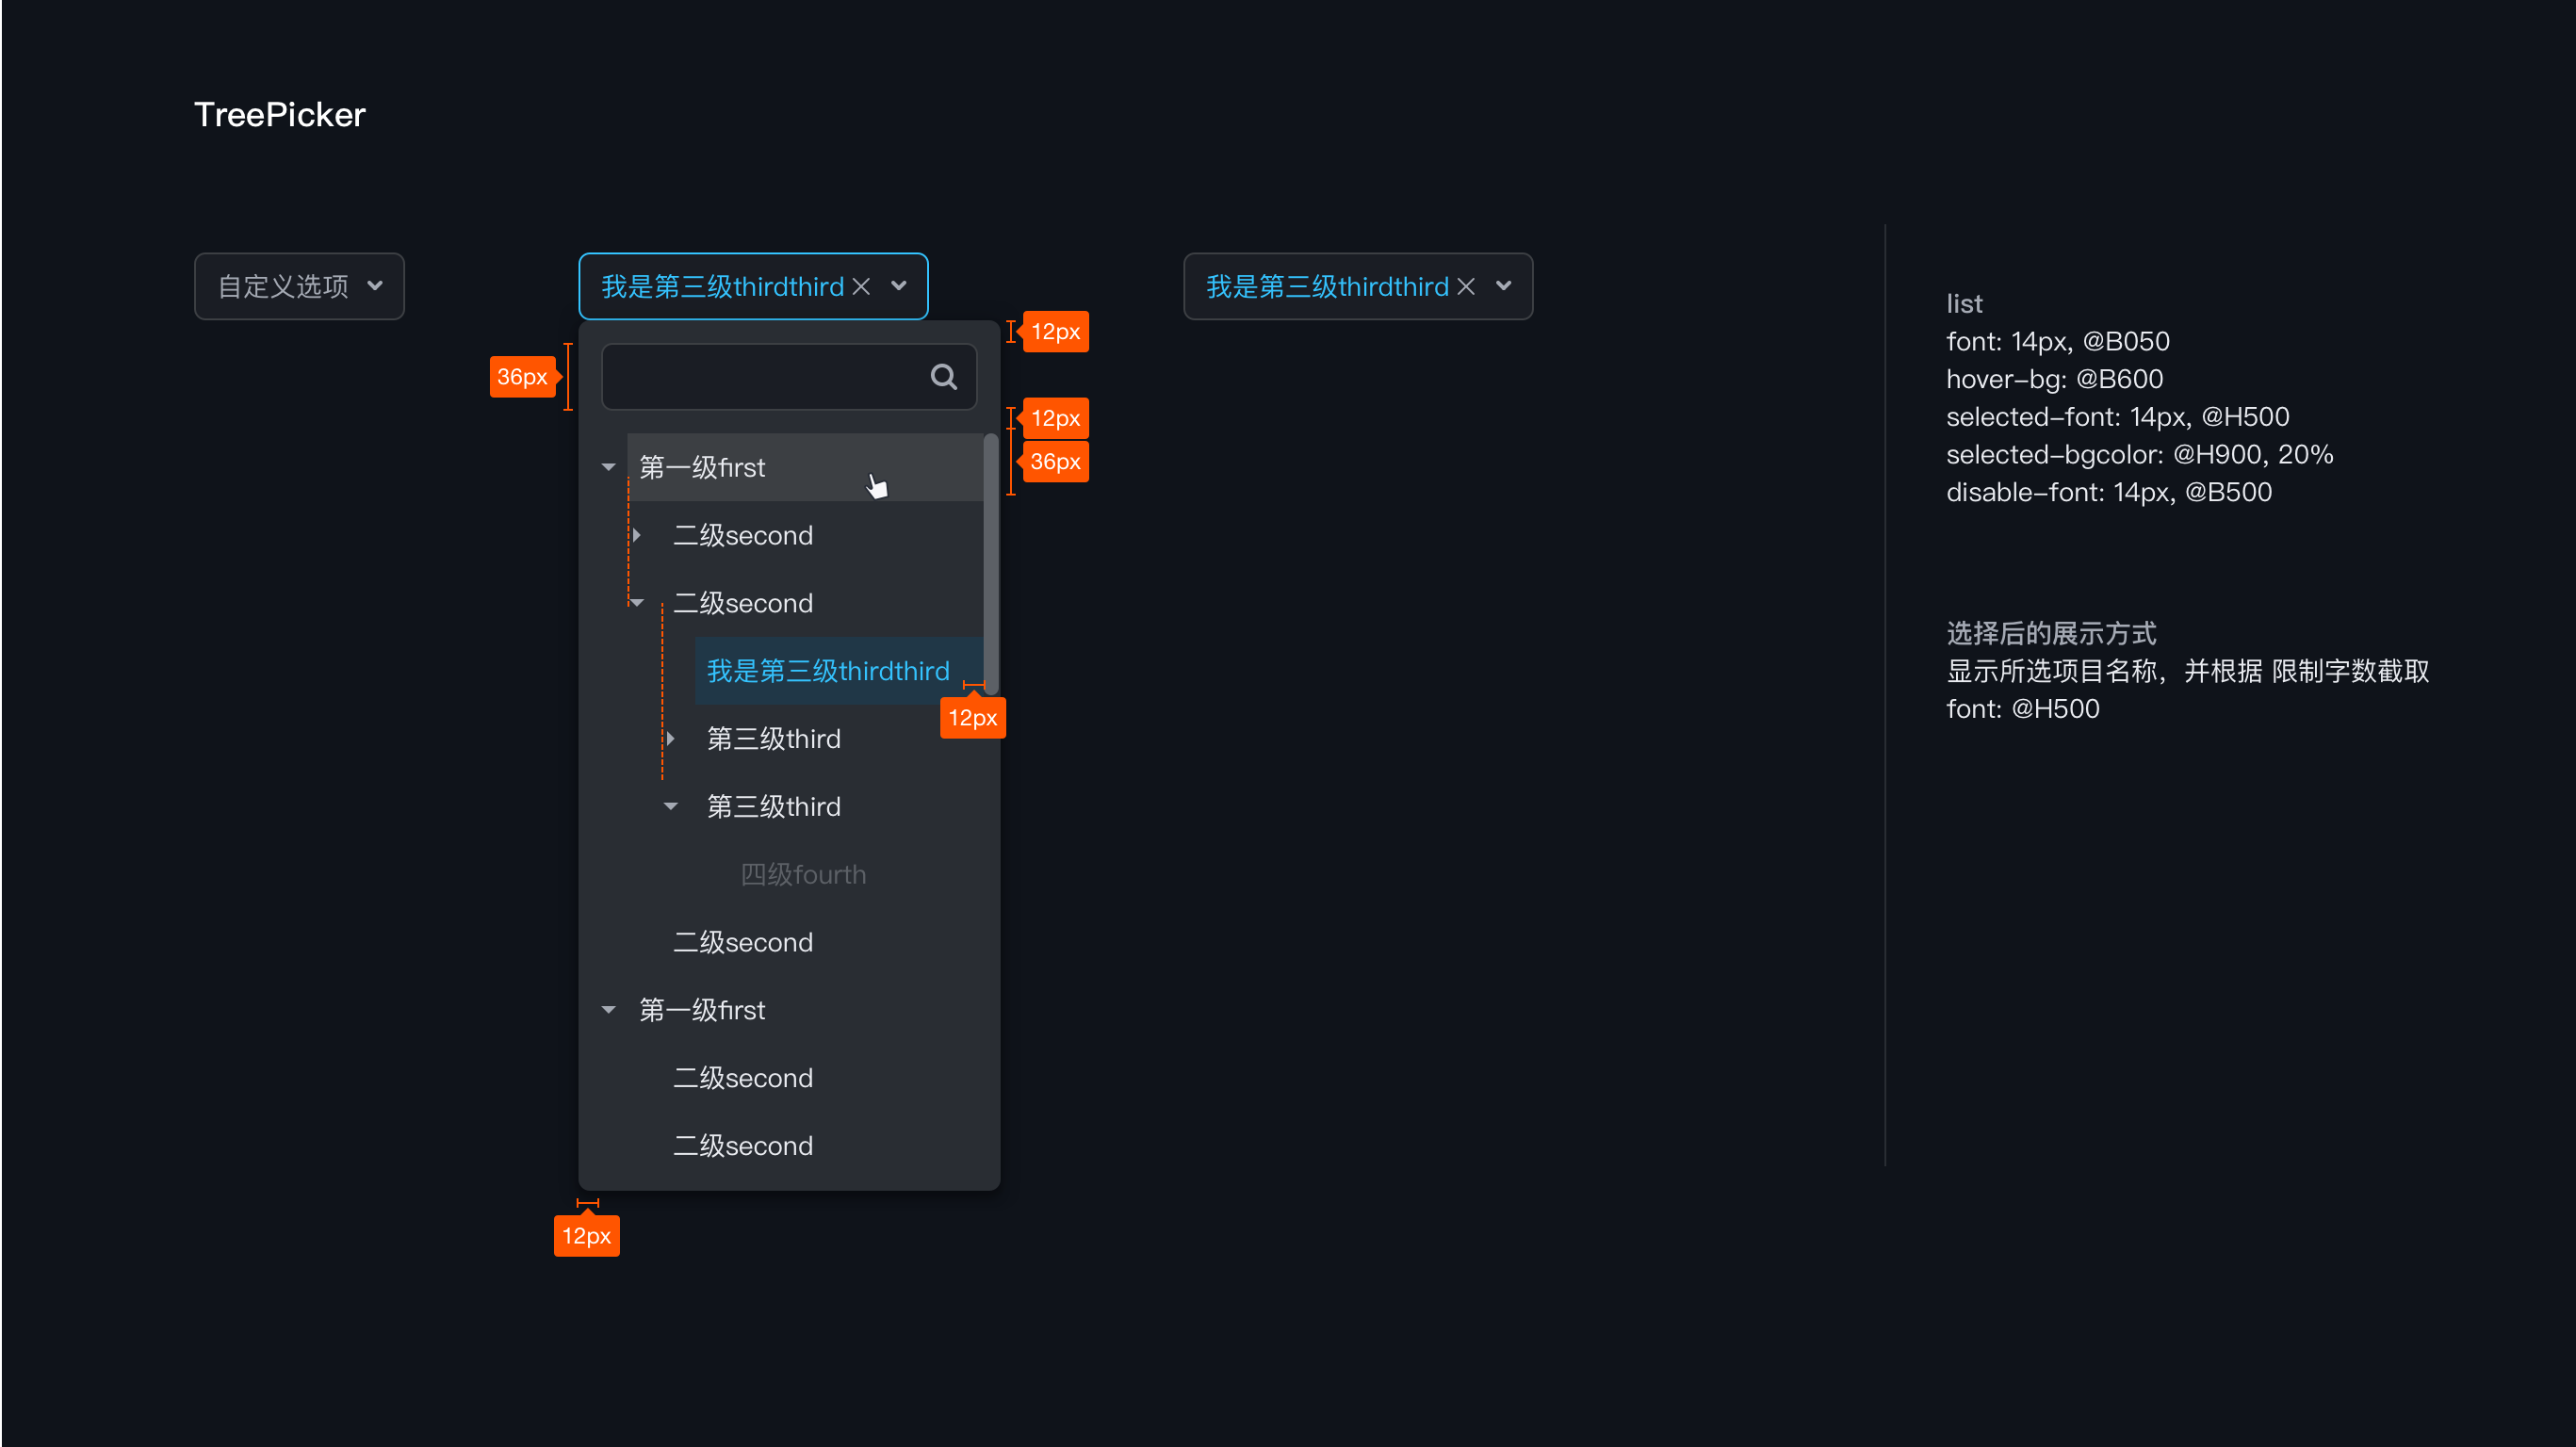 TreePicker
自定义选项
我是第三级thirdthird
我是第三级thirdthird
12px
36px
12px
36px
第一级first
二级second
二级second
我是第三级thirdthird
12px
第三级third
第三级third
四级fourth
二级second
第一级first
二级second
二级second
12px
list
font: 14px, @B050
hover-bg: @B600
selected-font: 14px, @H500
selected-bgcolor: @H900, 20%
disable-font: 14px, @B500
选择后的展示方式
显示所选项目名称，并根据 限制字数截取
font: @H500